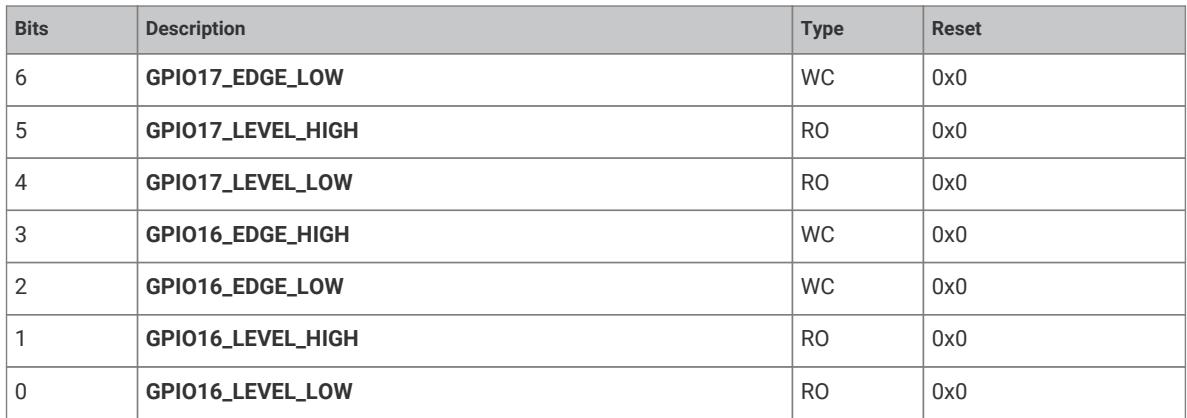 Bits Description Type Reset
6 GPIO17_EDGE_LOW WC 0x0
5 GPIO17_LEVEL_HIGH RO 0x0
4 GPIO17_LEVEL_LOW RO 0x0
3 GPIO16_EDGE_HIGH WC 0x0
2 GPIO16_EDGE_LOW WC 0x0
1 GPIO16_LEVEL_HIGH RO 0x0
0 GPIO16_LEVEL_LOW RO 0x0